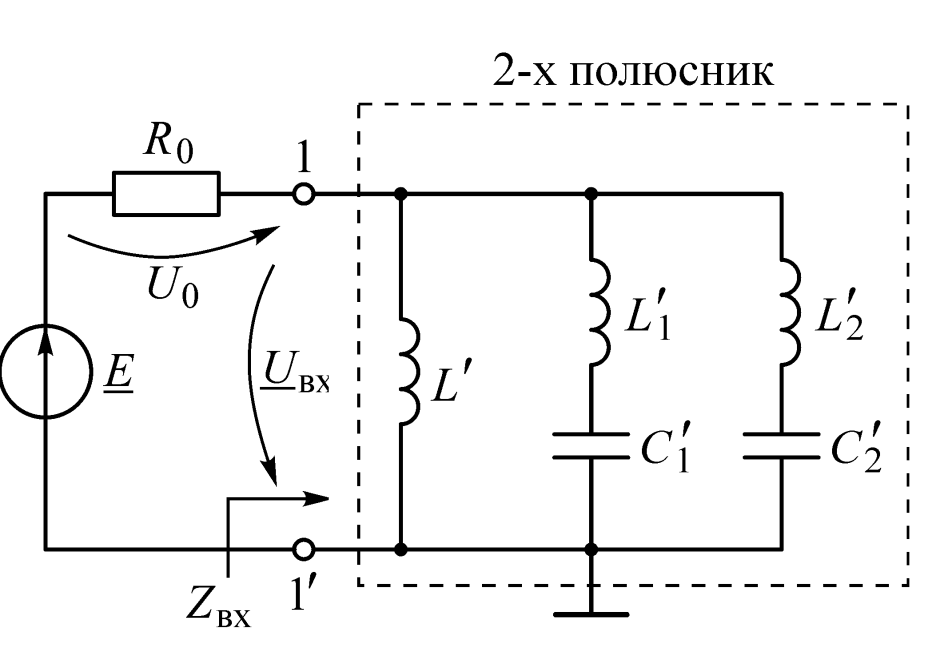 2-х полюсник
R₀
1
U₀
E
Uвх
L′
L′₁
C′₁
L′₂
C′₂
Zвх
1′